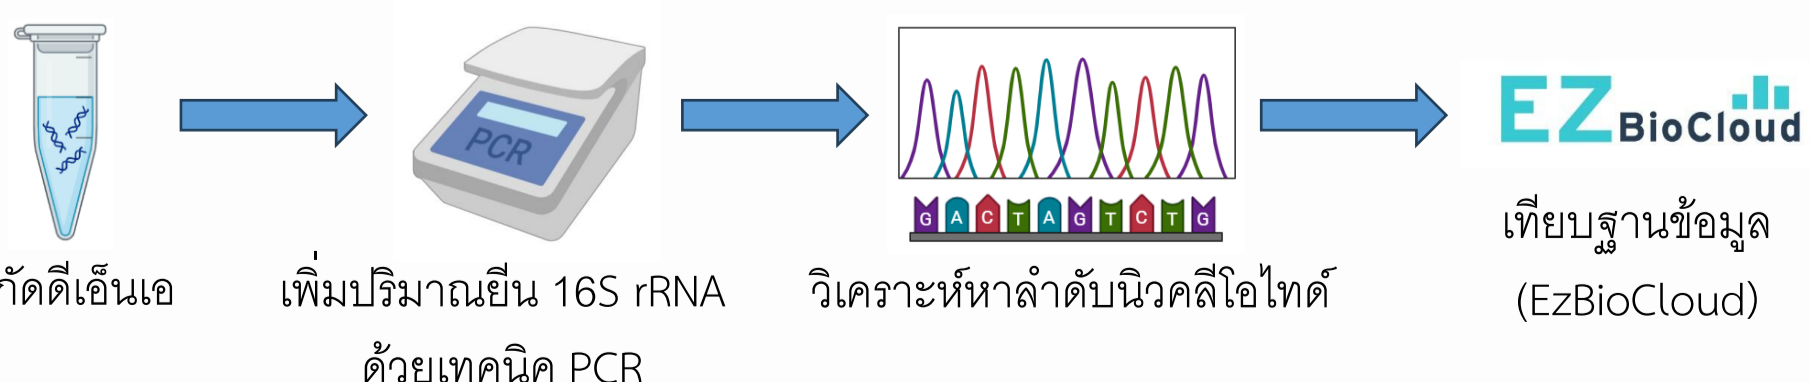 PCR
G A C T A G T C T G
EZ BioCloud
กัดดีเอ็นเอ
เพิ่มปริมาณยีน 16S rRNA
ด้วยเทคนิค PCR
วิเคราะห์หาลำดับนิวคลีโอไทด์
เทียบฐานข้อมูล
(EzBioCloud)